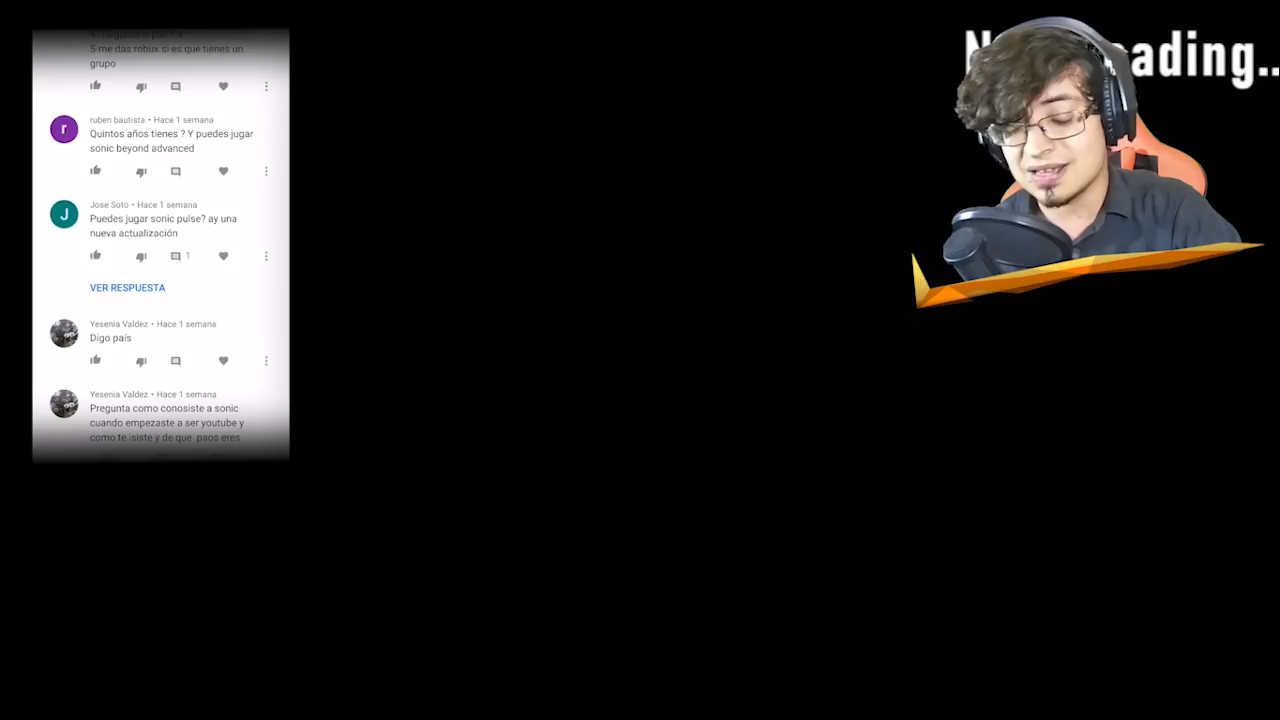 5-me das robux si es que tienes un
grupo
ruben bautista • Hace 1 semana
Quintos años tienes ? Y puedes jugar
sonic beyond advanced
Jose Soto • Hace 1 semana
Puedes jugar sonic pulse? ay una
nueva actualización
1
VER RESPUESTA
Yesenia Valdez • Hace 1 semana
Digo país
Yesenia Valdez • Hace 1 semana
Pregunta como conosiste a sonic
cuando empezaste a ser youtube y
como te isiste y de que paos eres